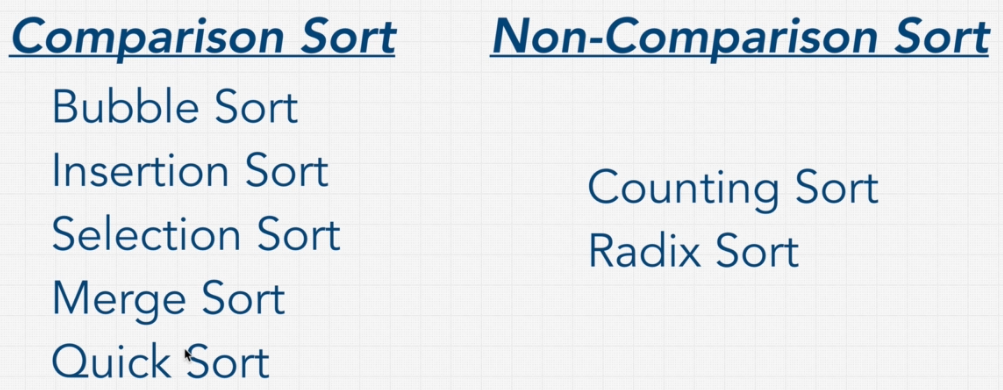 Comparison Sort
Bubble Sort
Insertion Sort
Selection Sort
Merge Sort
Quick Sort
Non-Comparison Sort
Counting Sort
Radix Sort